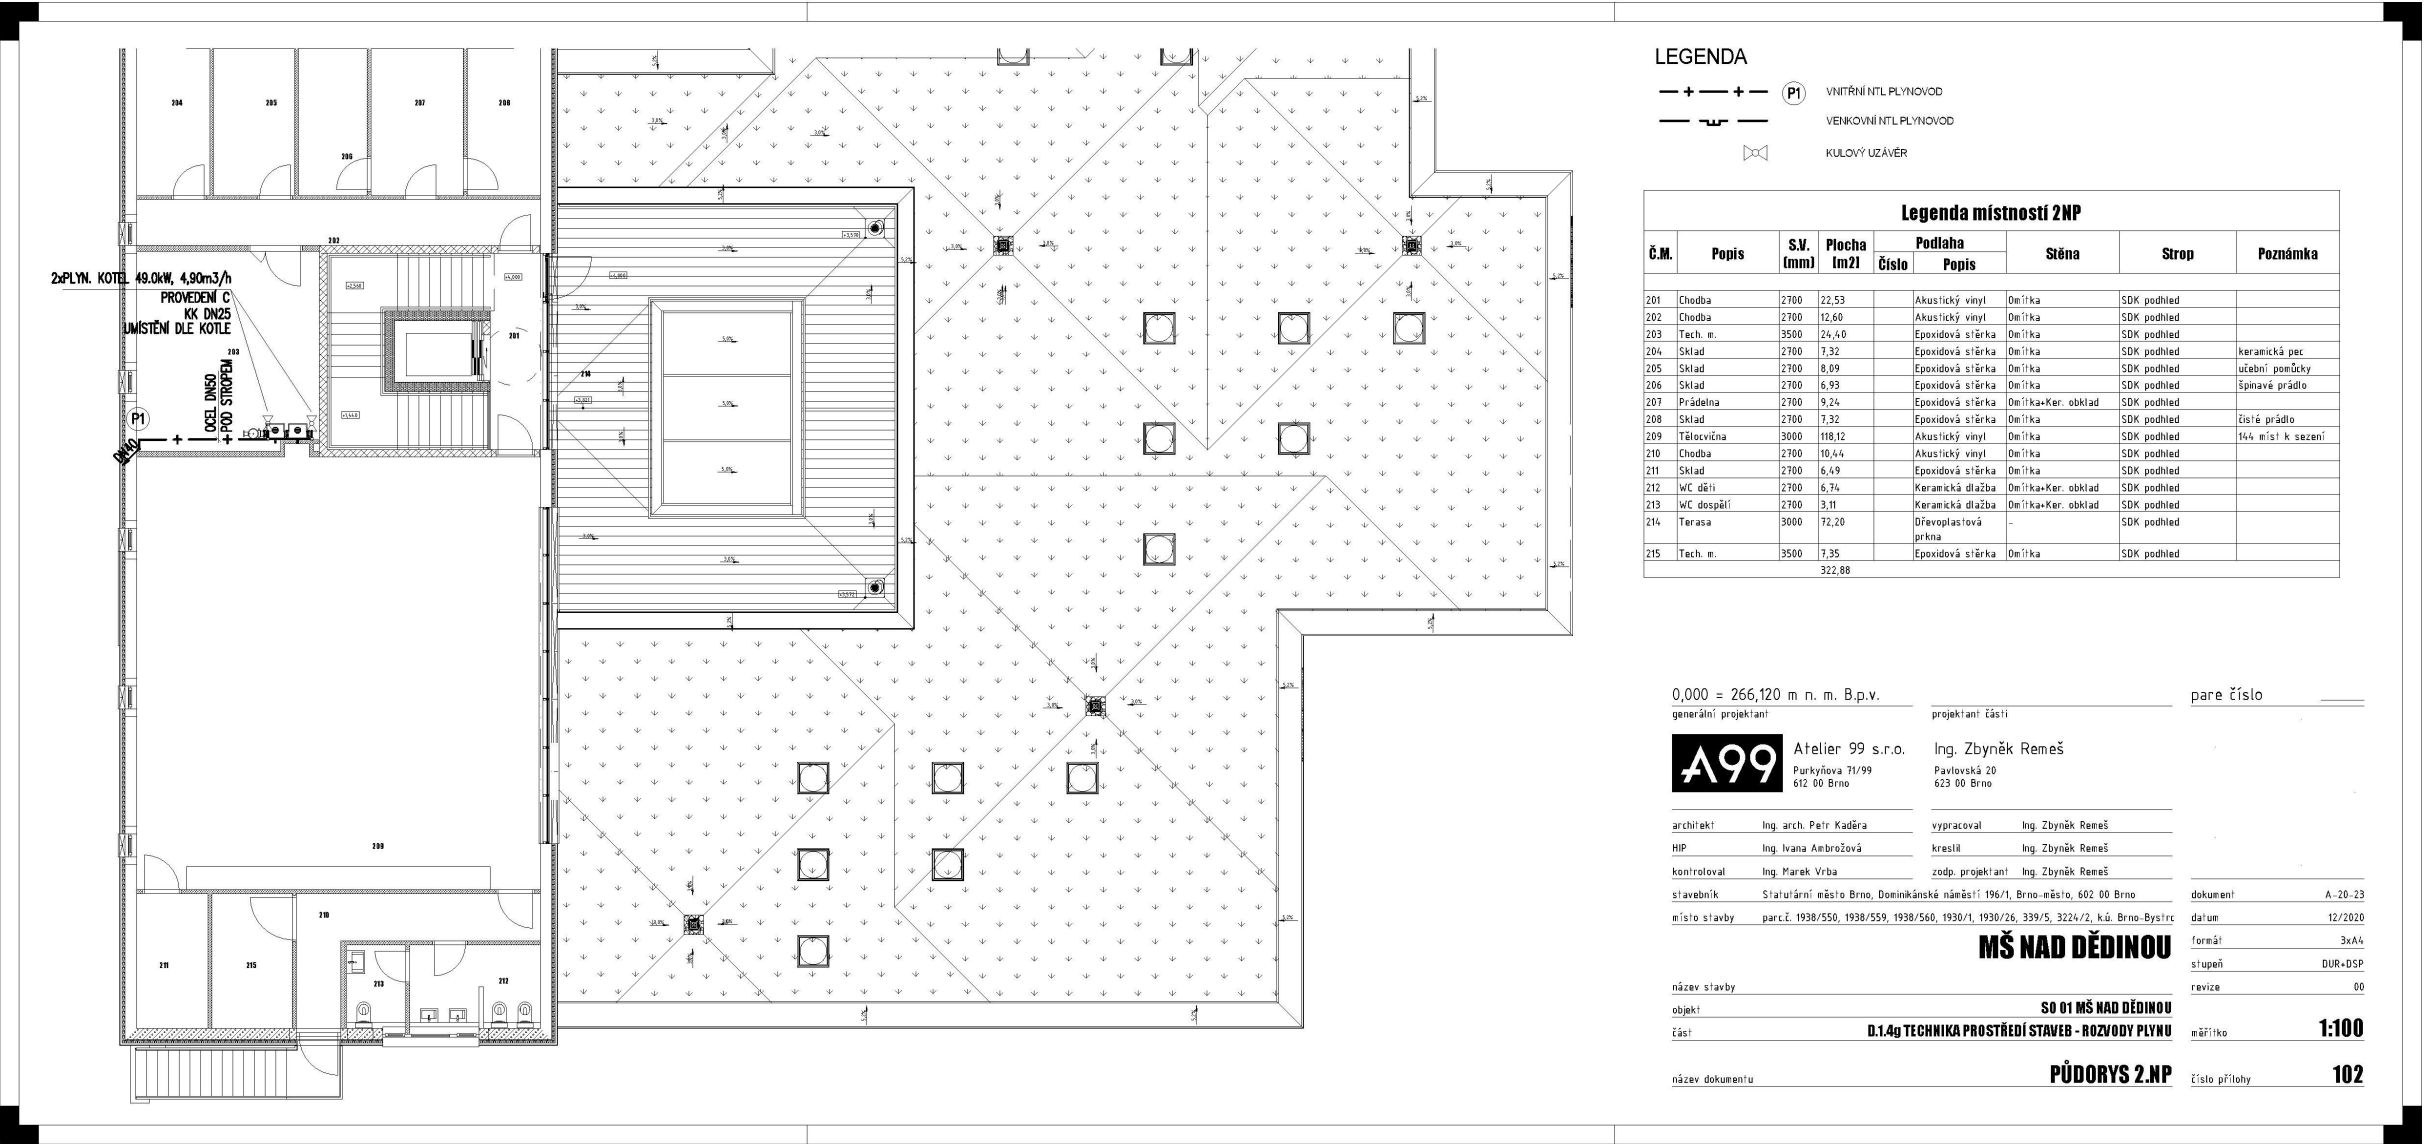 204
205
206
207
208
202
2xPLYN. KOTEL 49.0kW, 4,90m3/h
PROVEDENÍ C
KK DN25
UMÍSTĚNÍ DLE KOTLE
203
OCEL DN50
POD STROPEM
P1
DN40
201
214
209
210
211
215
213
212
LEGENDA
P1
VNITŘNÍ NTL PLYNOVOD
VENKOVNÍ NTL PLYNOVOD
KULOVÝ UZÁVĚR
Legenda místností 2NP
Č.M. Popis S.V. (mm) Plocha [m2] Podlaha Číslo Popis Stěna Strop Poznámka
201 Chodba 2700 22,53 Akustický vinyl Omítka SDK podhled
202 Chodba 2700 12,60 Akustický vinyl Omítka SDK podhled
203 Tech. m. 3500 24,40 Epoxidová stěrka Omítka SDK podhled
204 Sklad 2700 7,32 Epoxidová stěrka Omítka SDK podhled keramická pec
205 Sklad 2700 8,09 Epoxidová stěrka Omítka SDK podhled učební pomůcky
206 Sklad 2700 6,93 Epoxidová stěrka Omítka SDK podhled špinavé prádlo
207 Prádelna 2700 9,24 Epoxidová stěrka Omítka+Ker. obklad SDK podhled
208 Sklad 2700 7,32 Epoxidová stěrka Omítka SDK podhled čisté prádlo
209 Tělocvična 3000 118,12 Akustický vinyl Omítka SDK podhled 144 míst k sezení
210 Chodba 2700 10,44 Akustický vinyl Omítka SDK podhled
211 Sklad 2700 6,49 Epoxidová stěrka Omítka SDK podhled
212 WC děti 2700 6,74 Keramická dlažba Omítka+Ker. obklad SDK podhled
213 WC dospělí 2700 3,11 Keramická dlažba Omítka+Ker. obklad SDK podhled
214 Terasa 3000 72,20 Dřevoplastová prkna - SDK podhled
215 Tech. m. 3500 7,35 Epoxidová stěrka Omítka SDK podhled
322,88
0,000 = 266,120 m n. m. B.p.v.
pare číslo
generální projektant
projektant části
A99
Atelier 99 s.r.o.
Purkyňova 71/99
612 00 Brno
Ing. Zbyněk Remeš
Pavlovská 20
623 00 Brno
architekt Ing. arch. Petr Kaděra
vypracoval Ing. Zbyněk Remeš
HIP Ing. Ivana Ambrožová
kreslil Ing. Zbyněk Remeš
kontroloval Ing. Marek Vrba
zodp. projektant Ing. Zbyněk Remeš
stavebník Statutární město Brno, Dominikánské náměstí 196/1, Brno-město, 602 00 Brno
dokument A-20-23
místo stavby parc.č. 1938/550, 1938/559, 1938/560, 1930/1, 1930/26, 339/5, 3224/2, k.ú. Brno-Bystrc
datum 12/2020
MŠ NAD DĚDINOU
formát 3xA4
stupeň DUR+DSP
název stavby
revize 00
objekt SO 01 MŠ NAD DĚDINOU
část D.1.4g TECHNIKA PROSTŘEDÍ STAVEB - ROZVODY PLYNU
měřítko 1:100
název dokumentu PŮDORYS 2.NP
číslo přílohy 102